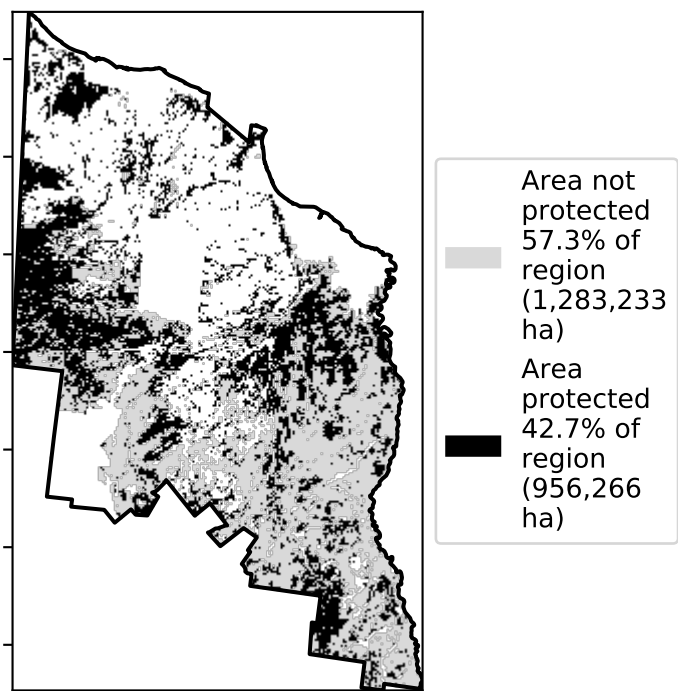 Area not
protected
57.3% of
region
(1,283,233
ha)
Area
protected
42.7% of
region
(956,266
ha)